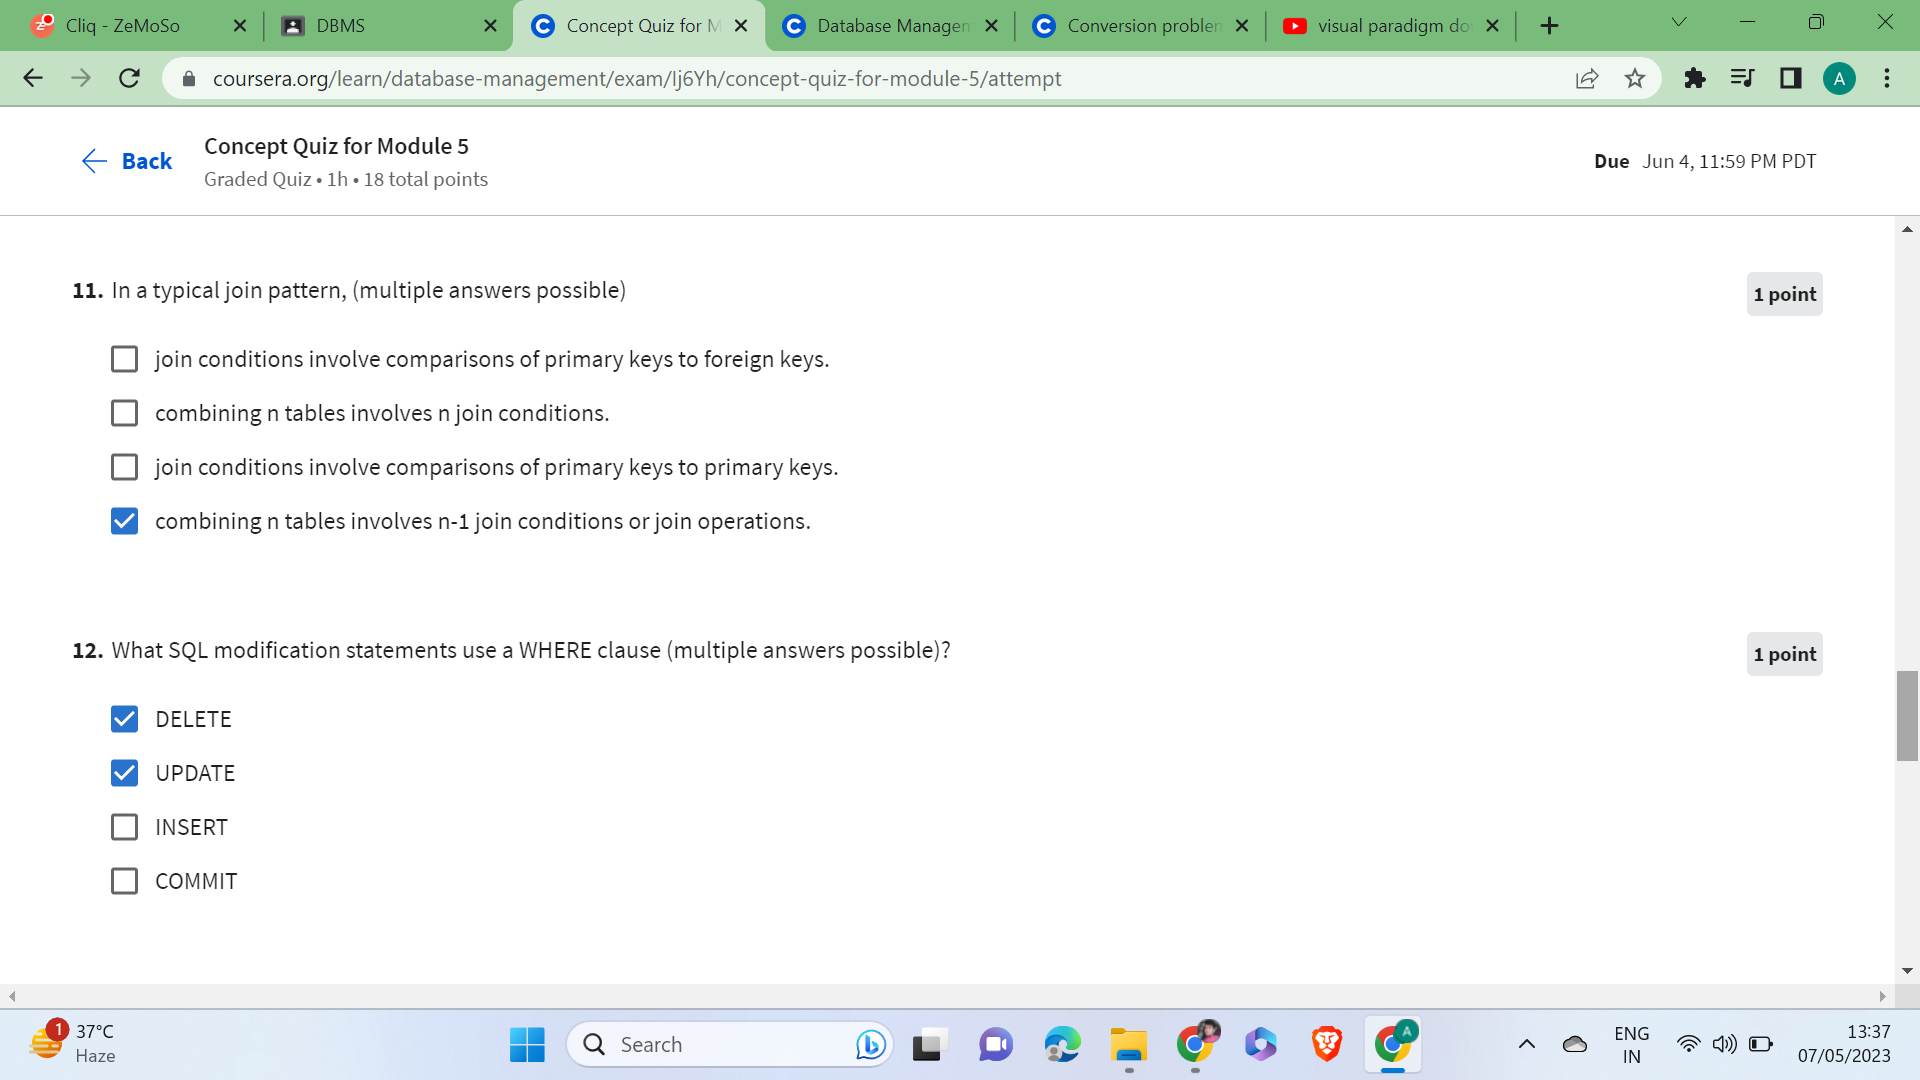 Cliq - ZeMoSo
DBMS
Concept Quiz for M
Database Managem
Conversion problem
visual paradigm do
coursera.org/learn/database-management/exam/Ij6Yh/concept-quiz-for-module-5/attempt
A
Back
Concept Quiz for Module 5
Graded Quiz • 1h • 18 total points
Due Jun 4, 11:59 PM PDT
11. In a typical join pattern, (multiple answers possible)
1 point
join conditions involve comparisons of primary keys to foreign keys.
combining n tables involves n join conditions.
join conditions involve comparisons of primary keys to primary keys.
combining n tables involves n-1 join conditions or join operations.
12. What SQL modification statements use a WHERE clause (multiple answers possible)?
1 point
DELETE
UPDATE
INSERT
COMMIT
1
37°C
Haze
Search
A
ENG
IN
13:37
07/05/2023